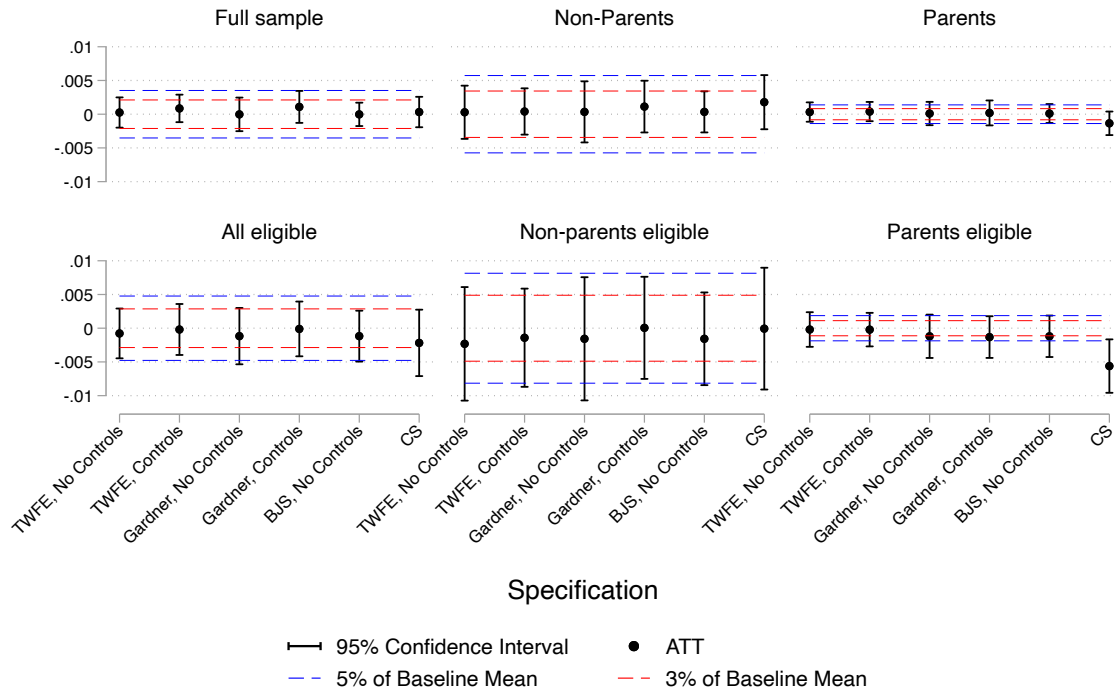 Full sample
Non-Parents
Parents
.01
.005
0
-.005
-.01
All eligible
Non-parents eligible
Parents eligible
.01
.005
0
-.005
-.01
TWFE, No Controls
TWFE, Controls
Gardner, No Controls
Gardner, Controls
BJS, No Controls
CS
TWFE, No Controls
TWFE, Controls
Gardner, No Controls
Gardner, Controls
BJS, No Controls
CS
TWFE, No Controls
TWFE, Controls
Gardner, No Controls
Gardner, Controls
BJS, No Controls
CS
Specification
95% Confidence Interval
ATT
5% of Baseline Mean
3% of Baseline Mean